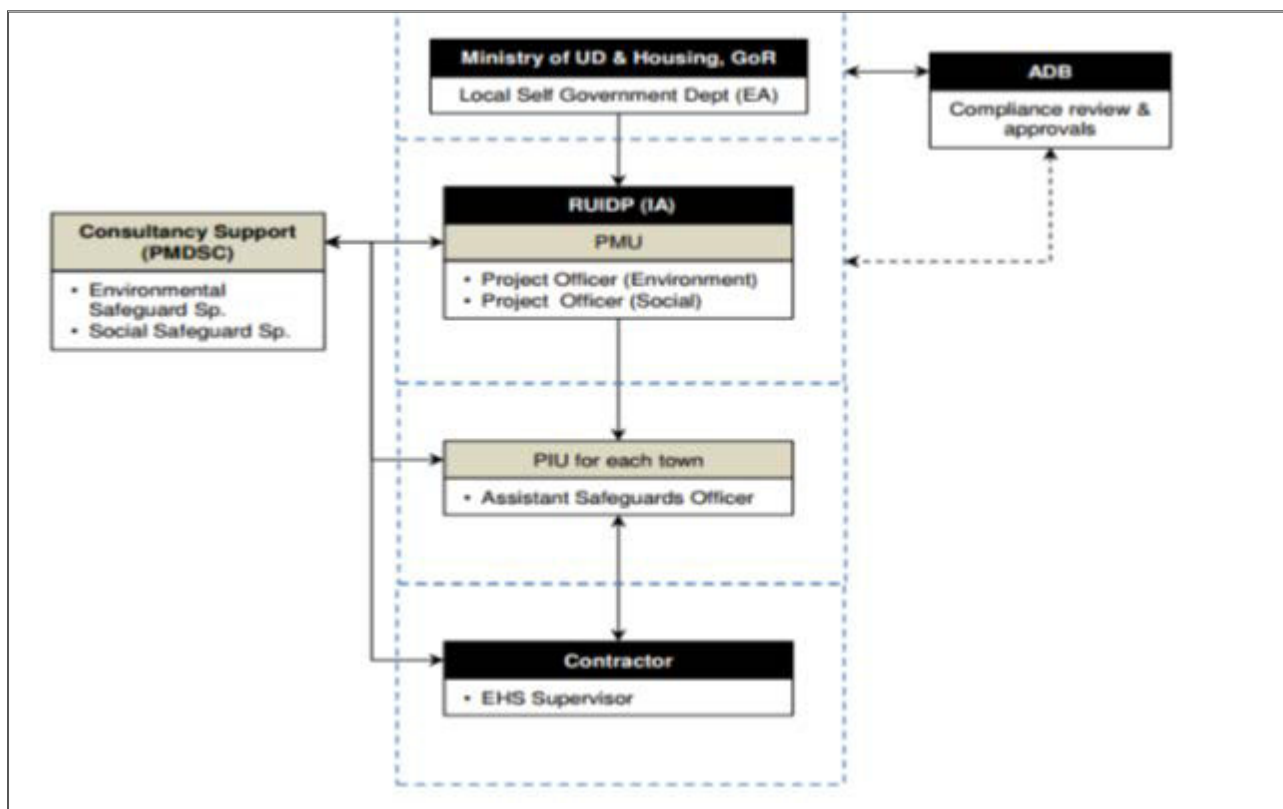 Ministry of UD & Housing, GoR
Local Self Government Dept (EA)
ADB
Compliance review &
approvals
RUIDP (IA)
PMU
• Project Officer (Environment)
• Project Officer (Social)
Consultancy Support
(PMDSC)
• Environmental
Safeguard Sp.
• Social Safeguard Sp.
PIU for each town
• Assistant Safeguards Officer
Contractor
• EHS Supervisor